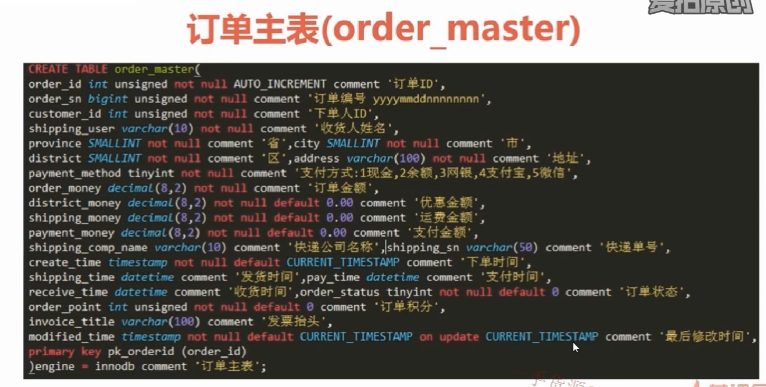 爱拍原创
订单主表(order_master)
CREATE TABLE order_master(
order_id int unsigned not null AUTO_INCREMENT comment '订单ID',
order_sn bigint unsigned not null comment '订单编号 yyyymmddnnnnnnnn',
customer_id int unsigned not null comment '下单人ID',
shipping_user varchar(10) not null comment '收货人姓名',
province SMALLINT not null comment '省',city SMALLINT not null comment '市',
district SMALLINT not null comment '区',address varchar(100) not null comment '地址',
payment_method tinyint not null comment '支付方式:1现金,2余额,3网银,4支付宝,5微信',
order_money decimal(8,2) not null comment '订单金额',
district_money decimal(8,2) not null default 0.00 comment '优惠金额',
shipping_money decimal(8,2) not null default 0.00 comment '运费金额',
payment_money decimal(8,2) not null default 0.00 comment '支付金额',
shipping_comp_name varchar(10) comment '快递公司名称',shipping_sn varchar(50) comment '快递单号',
create_time timestamp not null default CURRENT_TIMESTAMP comment '下单时间',
shipping_time datetime comment '发货时间',pay_time datetime comment '支付时间',
receive_time datetime comment '收货时间',order_status tinyint not null default 0 comment '订单状态',
order_point int unsigned not null default 0 comment '订单积分',
invoice_title varchar(100) comment '发票抬头',
modified_time timestamp not null default CURRENT_TIMESTAMP on update CURRENT_TIMESTAMP comment '最后修改时间',
primary key pk_orderid (order_id)
)engine = innodb comment '订单主表';